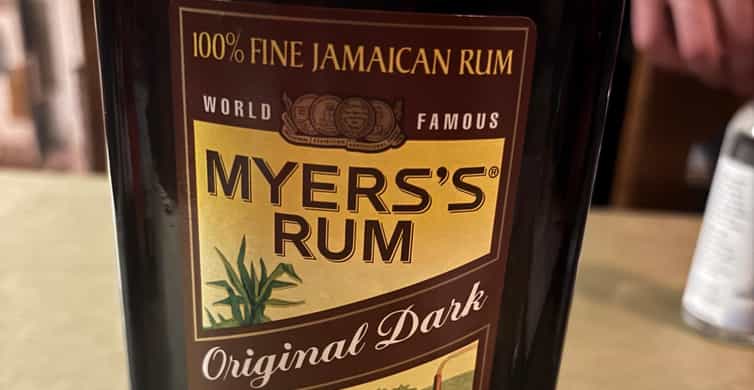 100% FINE JAMAICAN RUM
WORLD FAMOUS
MYERS'S®
RUM
Original Dark